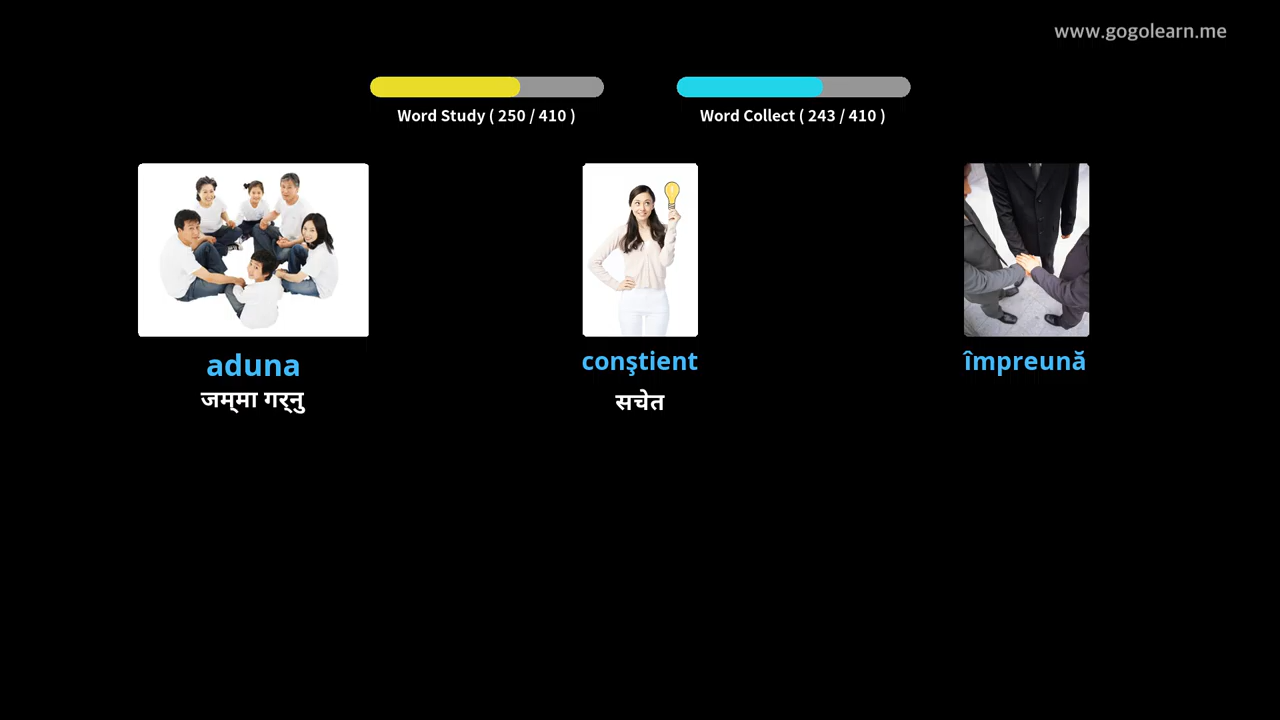 www.gogolearn.me
Word Study ( 250 / 410 )
Word Collect ( 243 / 410 )
aduna
जम्‌मा गर्‌नु
conştient
सचेत
împreună